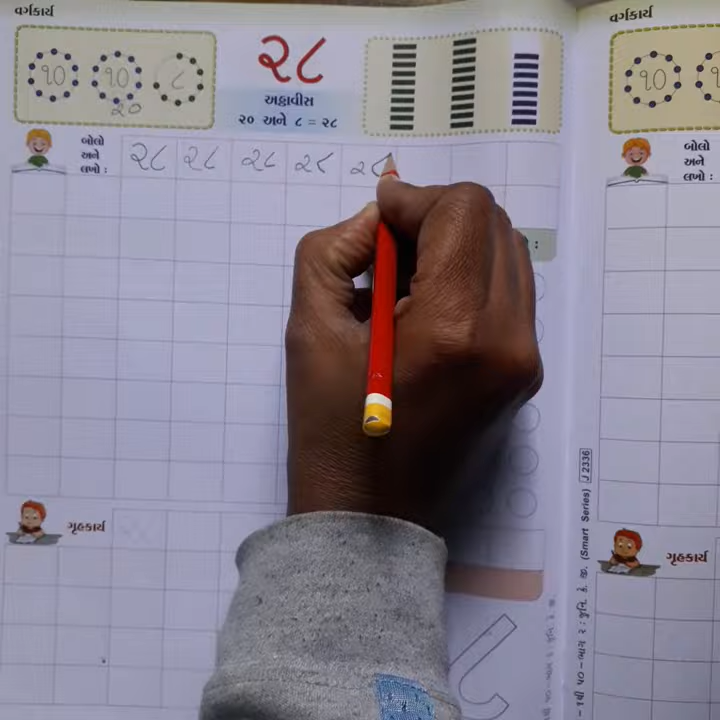 વર્ગકાર્ય
૧૦ ૧૦ ૮
૨૦
૨૮
અઠ્ઠાવીસ
૨૦ અને ૮ = ૨૮
બોલો
અને
લખો :
૨૮ ૨૮ ૨૮ ૨૮ ૨૮
ગૃહકાર્ય
વર્ગકાર્ય
૧૦
બોલો
અને
લખો :
ગૃહકાર્ય
(Smart Series) J 2336